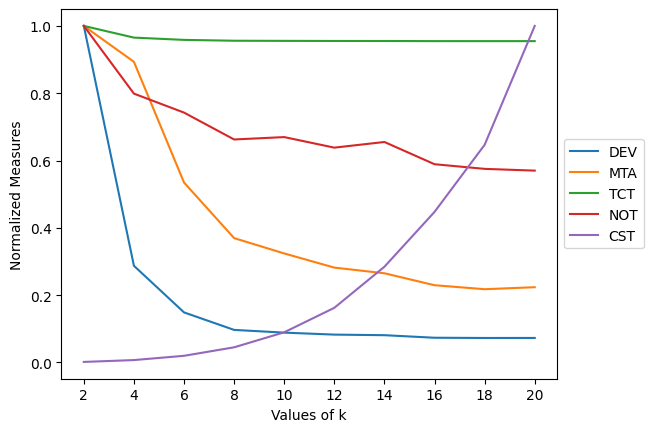 1.0
0.8
0.6
0.4
0.2
0.0
Normalized Measures
2 4 6 8 10 12 14 16 18 20
Values of k
DEV
MTA
TCT
NOT
CST